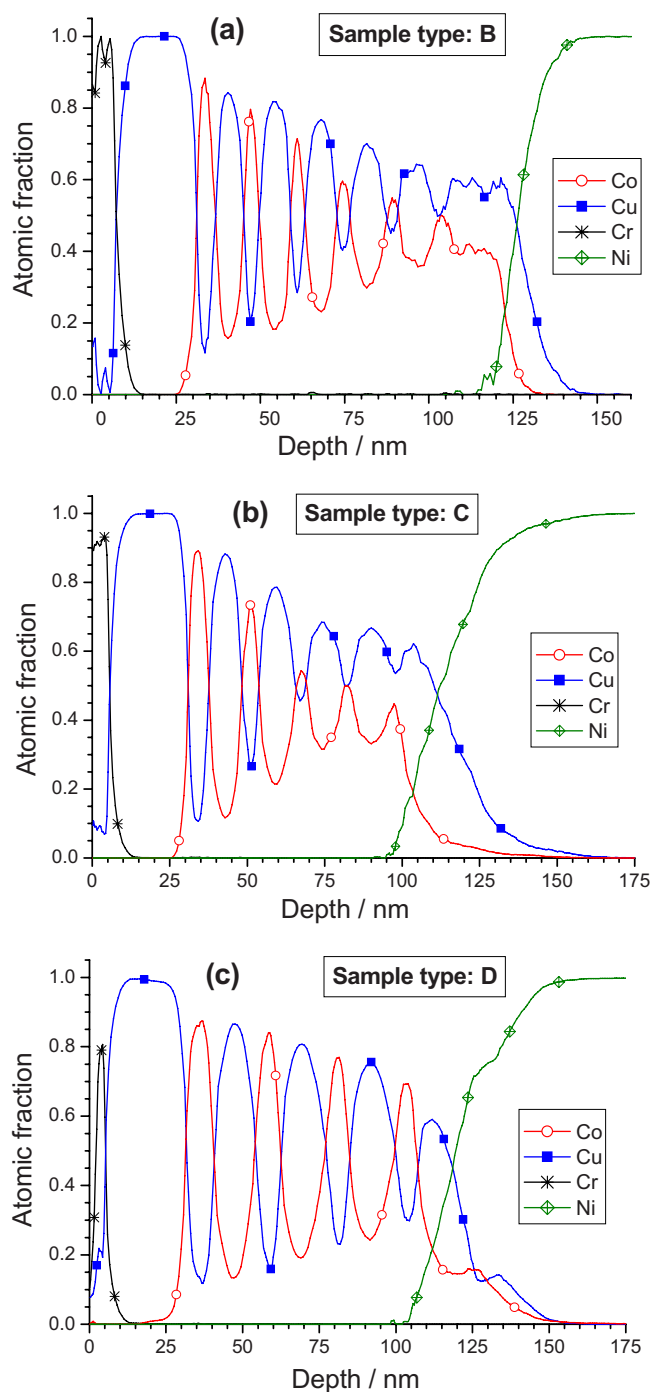 (a)
Sample type: B
1.0
0.8
0.6
0.4
0.2
0.0
Atomic fraction
Co
Cu
Cr
Ni
0 25 50 75 100 125 150
Depth / nm
(b)
Sample type: C
1.0
0.8
0.6
0.4
0.2
0.0
Atomic fraction
Co
Cu
Cr
Ni
0 25 50 75 100 125 150 175
Depth / nm
(c)
Sample type: D
1.0
0.8
0.6
0.4
0.2
0.0
Atomic fraction
Co
Cu
Cr
Ni
0 25 50 75 100 125 150 175
Depth / nm